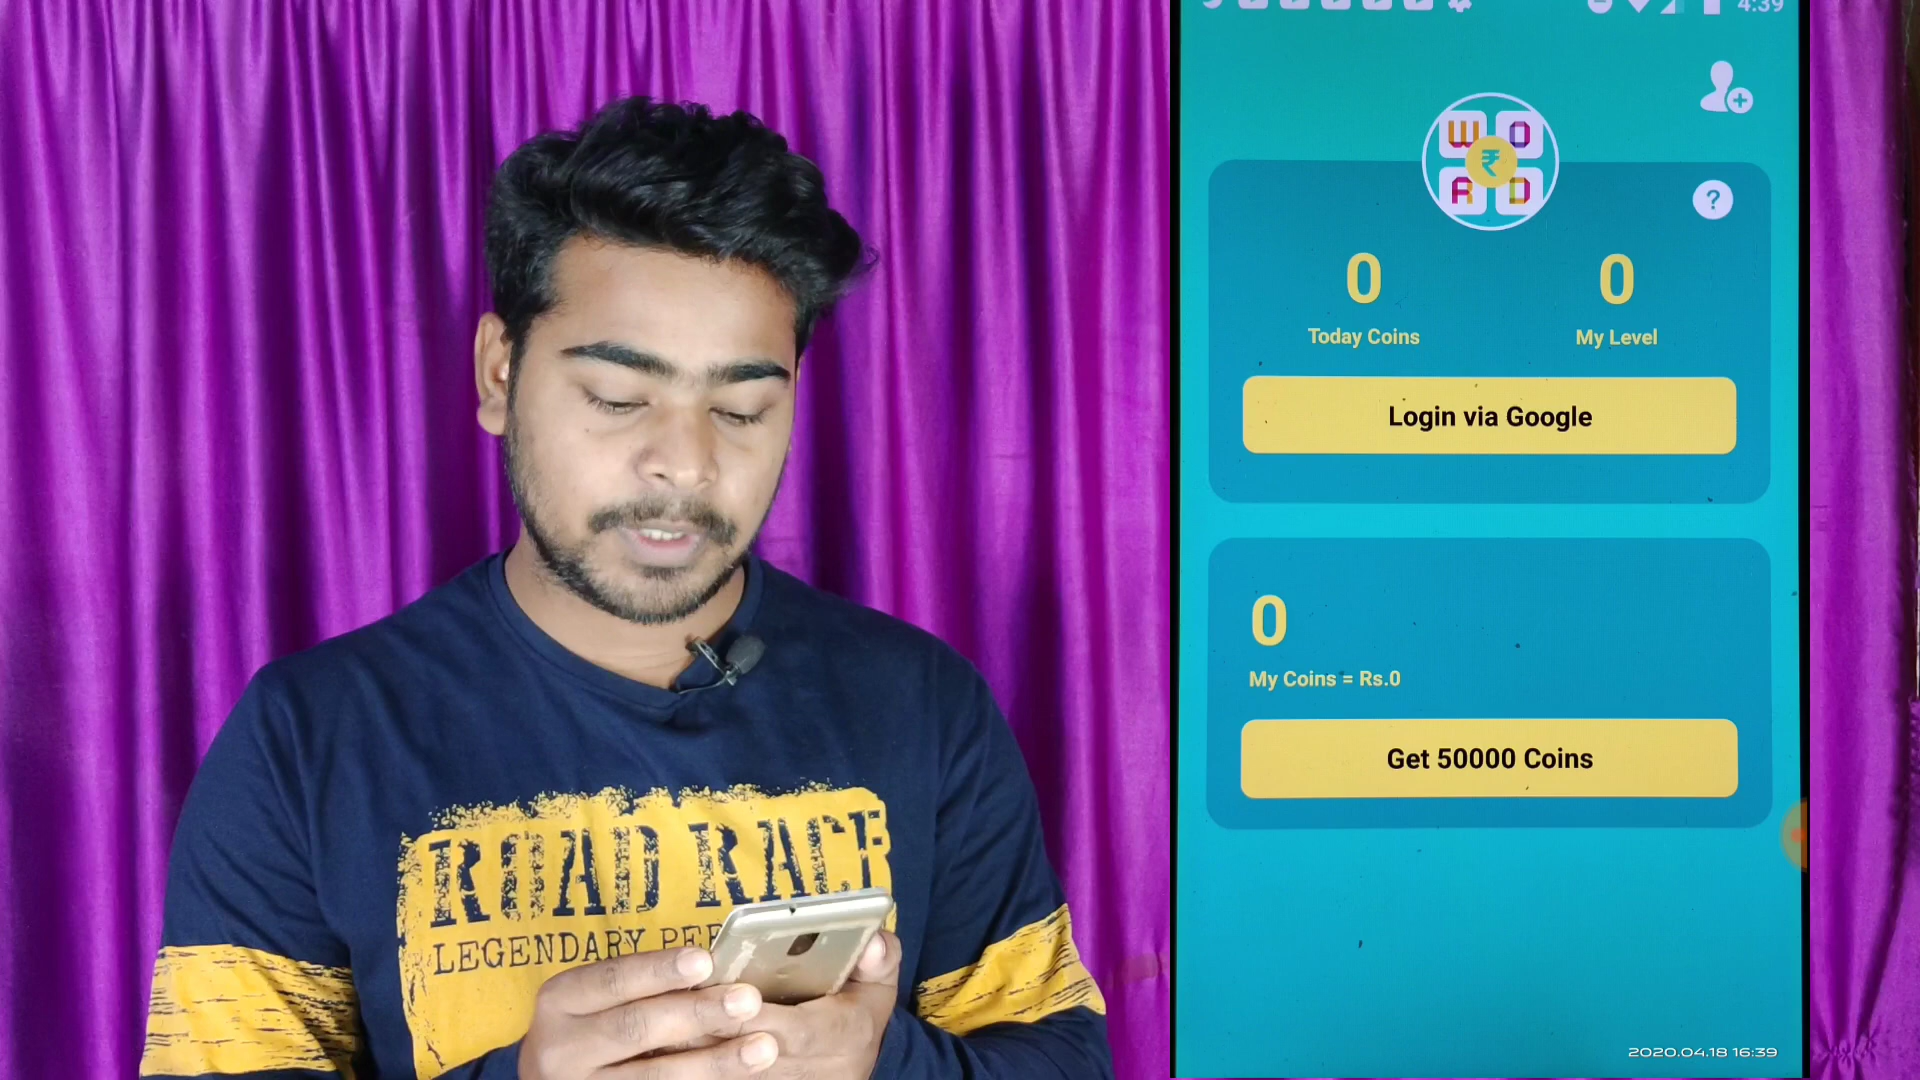 ROAD RACE
LEGENDARY
4:39
W O
₹
R D
?
0
Today Coins
0
My Level
Login via Google
0
My Coins = Rs.0
Get 50000 Coins
2020.04.18 16:39